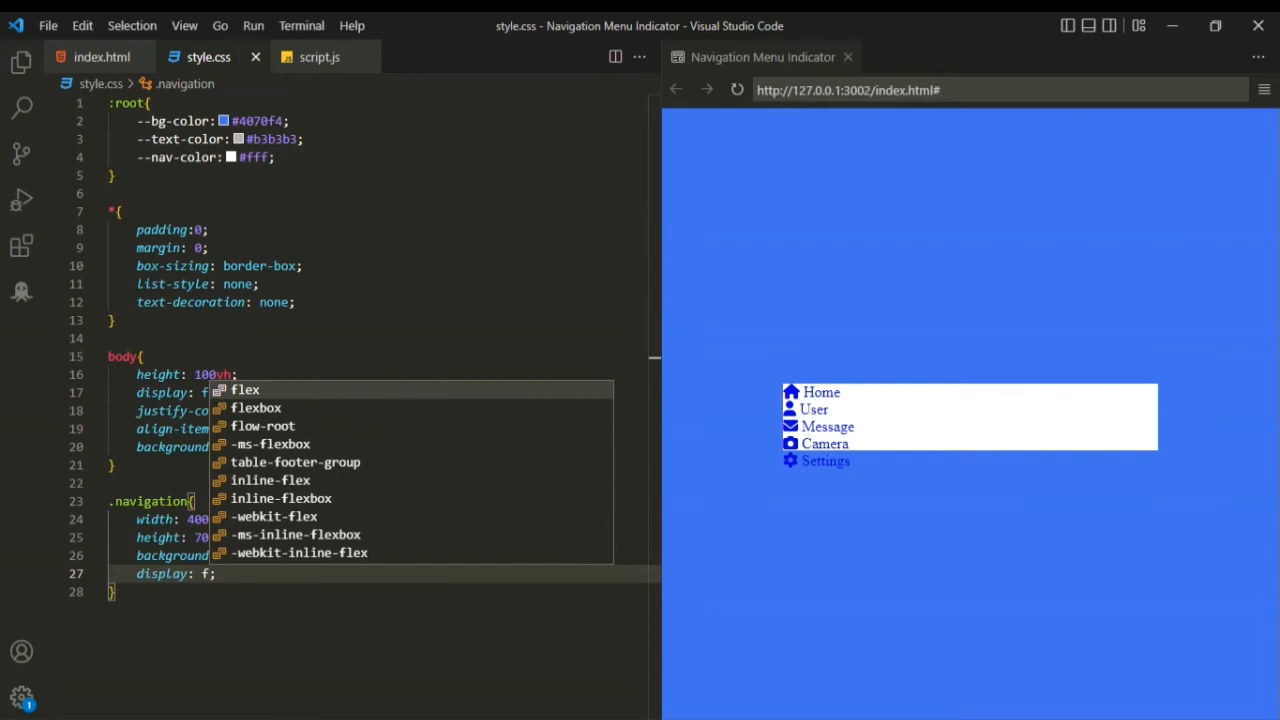 File Edit Selection View Go Run Terminal Help
style.css - Navigation Menu Indicator - Visual Studio Code
index.html
style.css
script.js
Navigation Menu Indicator
style.css > .navigation
http://127.0.0.1:3002/index.html#
1 :root{
2 --bg-color: #4070f4;
3 --text-color: #b3b3b3;
4 --nav-color: #fff;
5 }
6
7 *{
8 padding:0;
9 margin: 0;
10 box-sizing: border-box;
11 list-style: none;
12 text-decoration: none;
13 }
14
15 body{
16 height: 100vh;
17 display: f
18 justify-co
19 align-item
20 background
21 }
22
23 .navigation{
24 width: 400
25 height: 70
26 background
27 display: f;
28 }
flex
flexbox
flow-root
-ms-flexbox
table-footer-group
inline-flex
inline-flexbox
-webkit-flex
-ms-inline-flexbox
-webkit-inline-flex
Home
User
Message
Camera
Settings
1